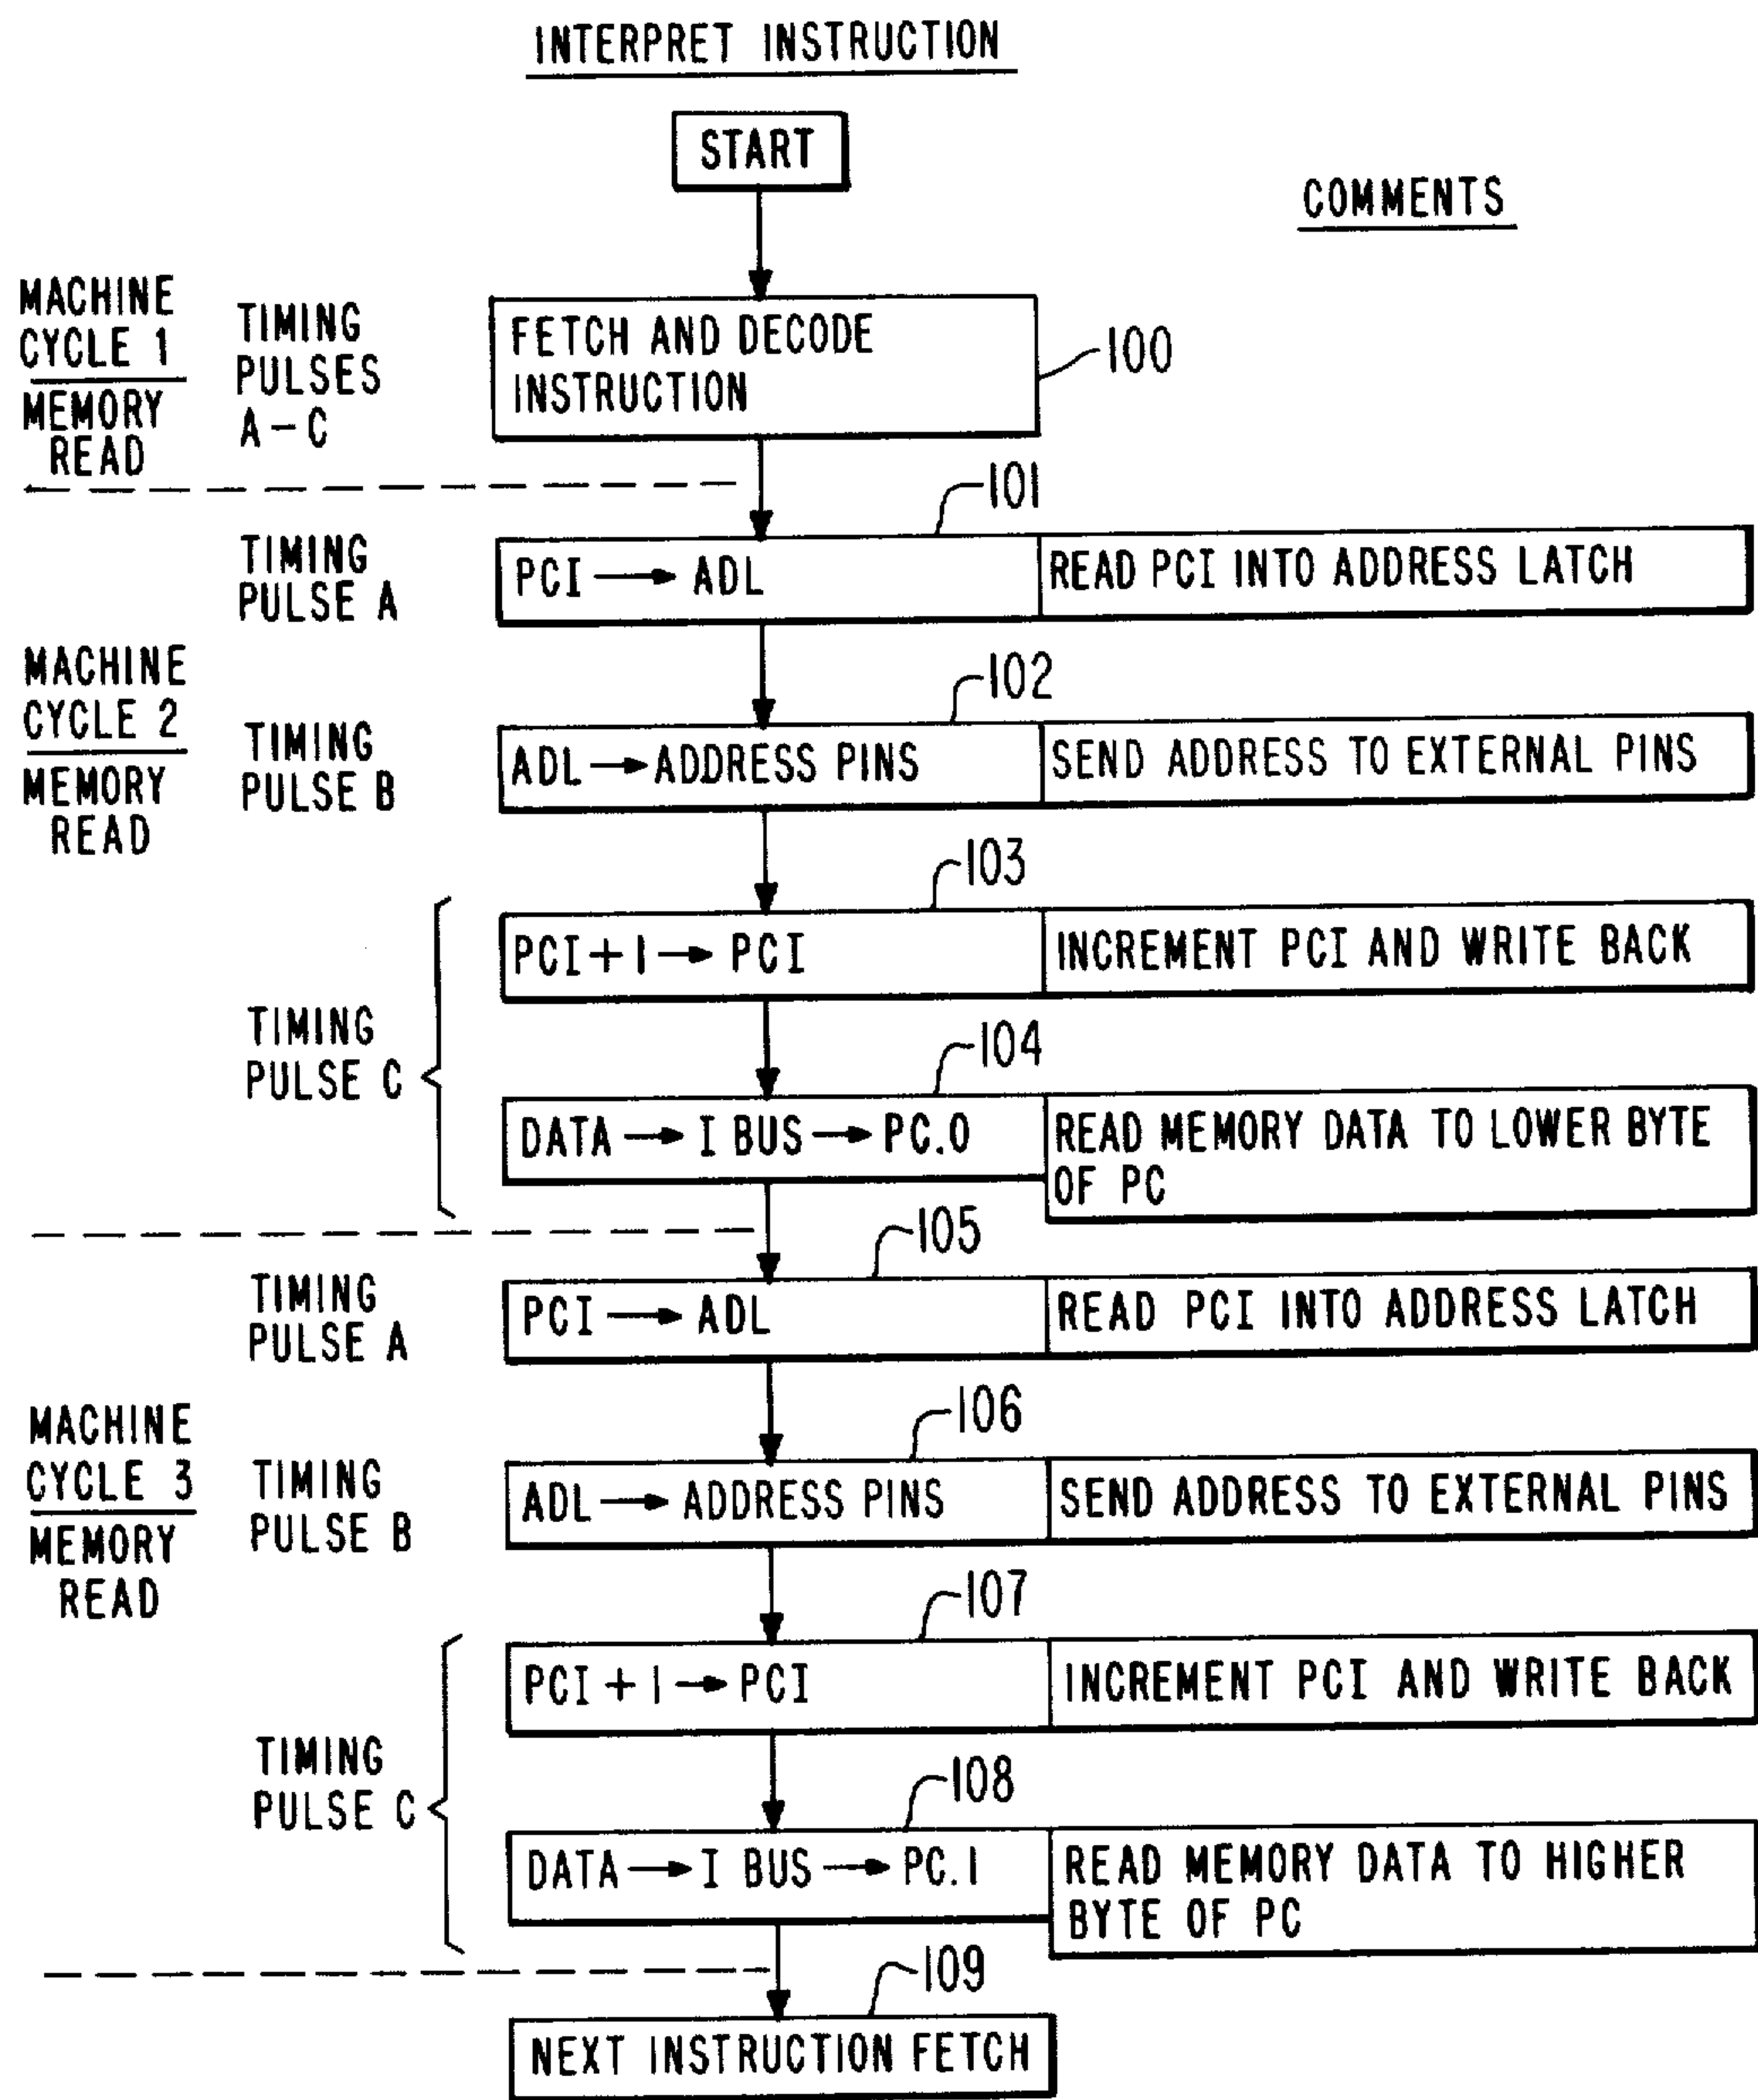 INTERPRET INSTRUCTION
START
COMMENTS
MACHINE
CYCLE 1
MEMORY
READ
TIMING
PULSES
A-C
FETCH AND DECODE
INSTRUCTION
100
101
TIMING
PULSE A
PCI → ADL
READ PCI INTO ADDRESS LATCH
MACHINE
CYCLE 2
MEMORY
READ
102
TIMING
PULSE B
ADL → ADDRESS PINS
SEND ADDRESS TO EXTERNAL PINS
103
PCI + 1 → PCI
INCREMENT PCI AND WRITE BACK
TIMING
PULSE C
104
DATA → I BUS → PC.0
READ MEMORY DATA TO LOWER BYTE
OF PC
105
TIMING
PULSE A
PCI → ADL
READ PCI INTO ADDRESS LATCH
MACHINE
CYCLE 3
MEMORY
READ
106
TIMING
PULSE B
ADL → ADDRESS PINS
SEND ADDRESS TO EXTERNAL PINS
107
PCI + 1 → PCI
INCREMENT PCI AND WRITE BACK
TIMING
PULSE C
108
DATA → I BUS → PC.1
READ MEMORY DATA TO HIGHER
BYTE OF PC
109
NEXT INSTRUCTION FETCH